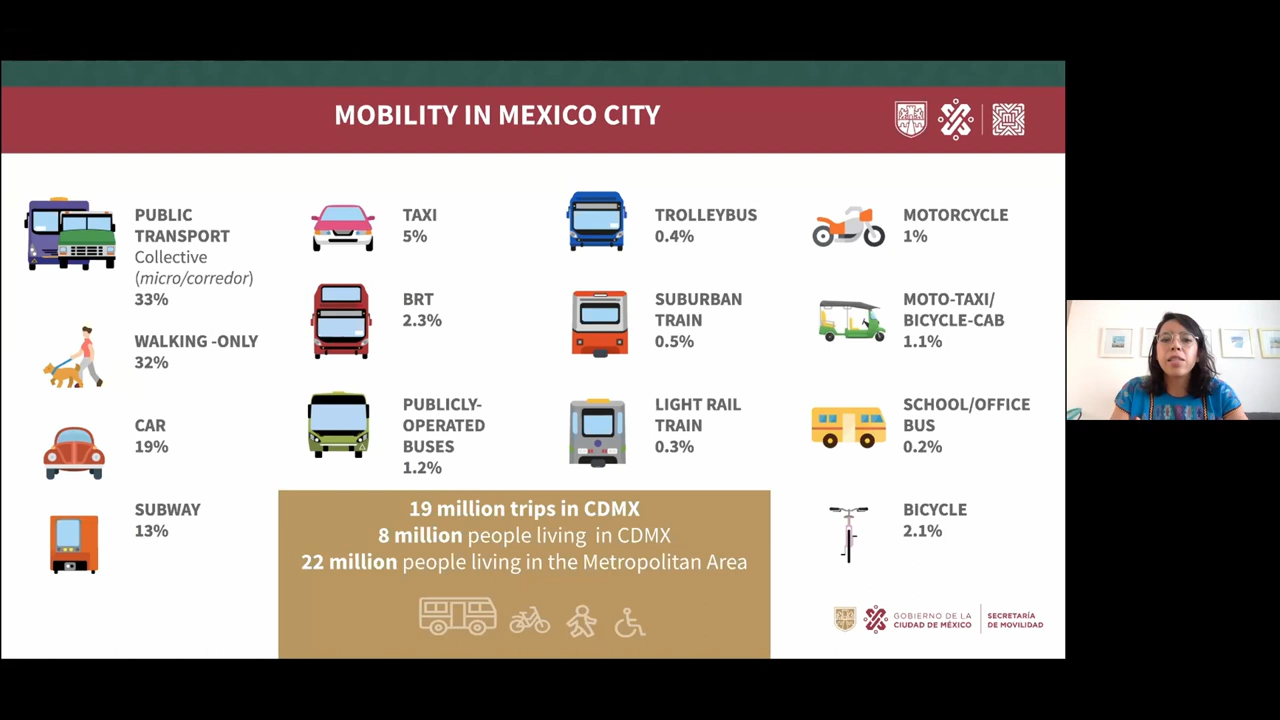 MOBILITY IN MEXICO CITY
PUBLIC
TRANSPORT
Collective
(micro/corredor)
33%
WALKING -ONLY
32%
CAR
19%
SUBWAY
13%
TAXI
5%
BRT
2.3%
PUBLICLY-
OPERATED
BUSES
1.2%
TROLLEYBUS
0.4%
SUBURBAN
TRAIN
0.5%
LIGHT RAIL
TRAIN
0.3%
MOTORCYCLE
1%
MOTO-TAXI/
BICYCLE-CAB
1.1%
SCHOOL/OFFICE
BUS
0.2%
BICYCLE
2.1%
19 million trips in CDMX
8 million people living in CDMX
22 million people living in the Metropolitan Area
GOBIERNO DE LA
CIUDAD DE MÉXICO
SECRETARÍA
DE MOVILIDAD